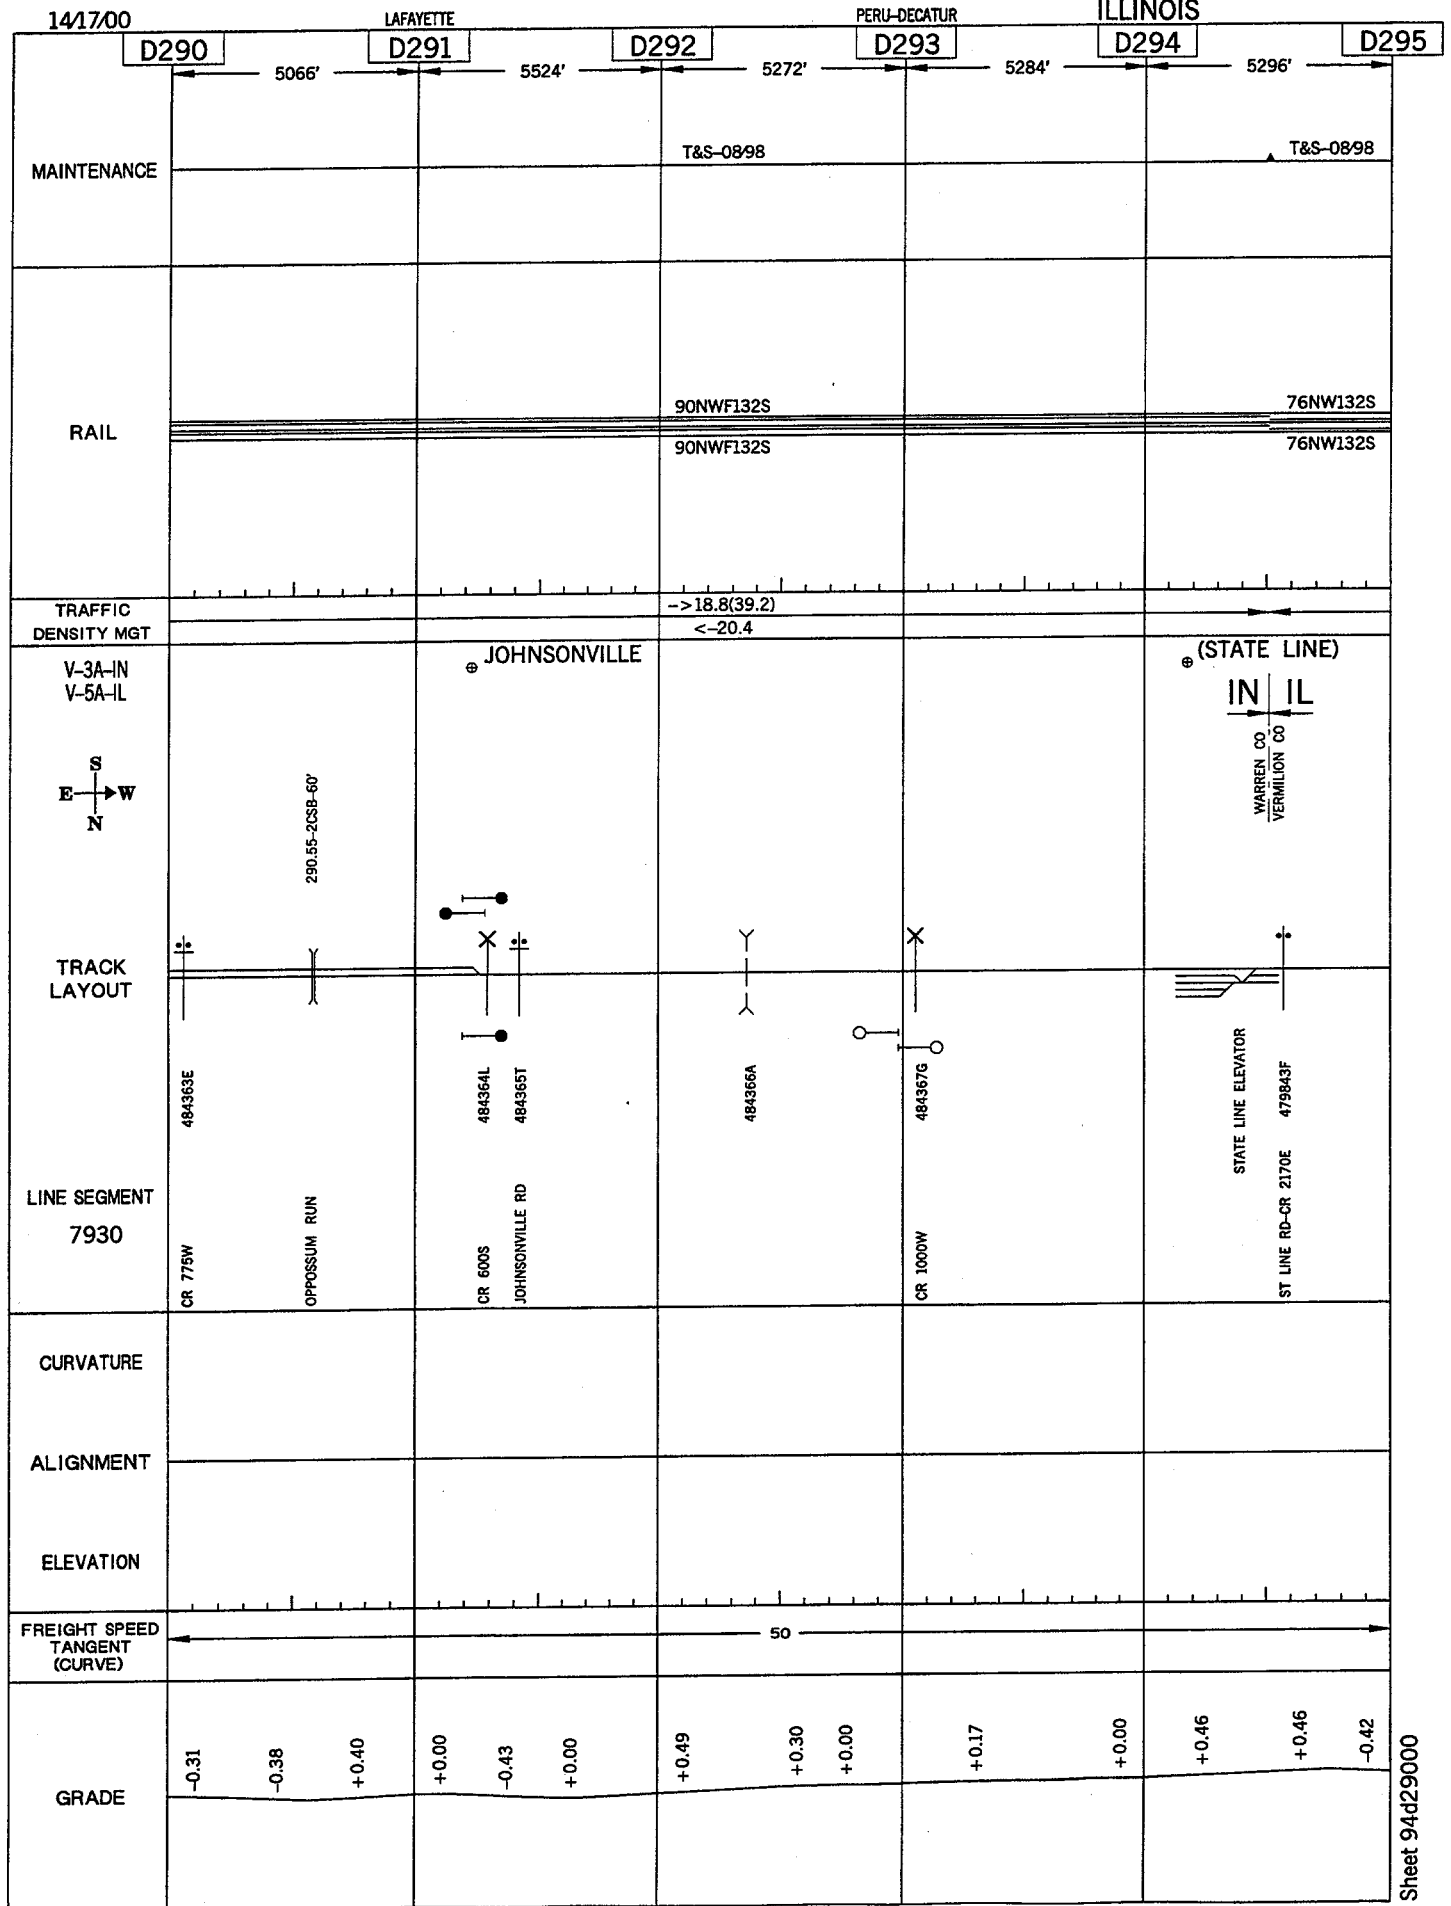 14/17/00 LAFAYETTE PERU-DECATUR ILLINOIS
D290 D291 D292 D293 D294 D295
5066' 5524' 5272' 5284' 5296'
MAINTENANCE T&S-08/98 T&S-08/98
90NWF132S 76NW132S
RAIL
90NWF132S 76NW132S
TRAFFIC
DENSITY MGT
->18.8(39.2)
<-20.4
V-3A-IN
V-5A-IL
JOHNSONVILLE
(STATE LINE)
IN IL
WARREN CO
VERMILION CO
S
E W
N
290.55-2CSB-60'
TRACK
LAYOUT
484363E
484364L
484365T
484366A
484367G
STATE LINE ELEVATOR
479843F
LINE SEGMENT
7930
CR 775W
OPPOSSUM RUN
CR 600S
JOHNSONVILLE RD
CR 1000W
ST LINE RD-CR 2170E
CURVATURE
ALIGNMENT
ELEVATION
FREIGHT SPEED
TANGENT
(CURVE)
50
GRADE
-0.31
-0.38
+0.40
+0.00
-0.43
+0.00
+0.49
+0.30
+0.00
+0.17
+0.00
+0.46
+0.46
-0.42
Sheet 94d29000